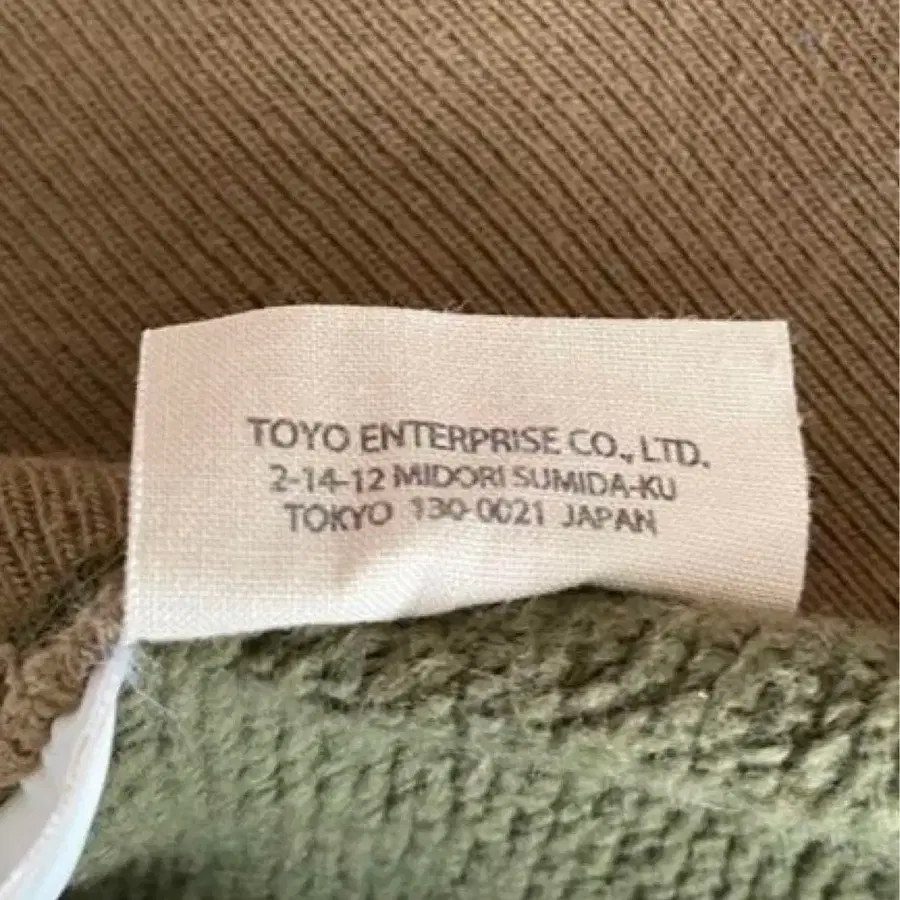 TOYO ENTERPRISE CO., LTD.
2-14-12 MIDORI SUMIDA-KU
TOKYO 130-0021 JAPAN